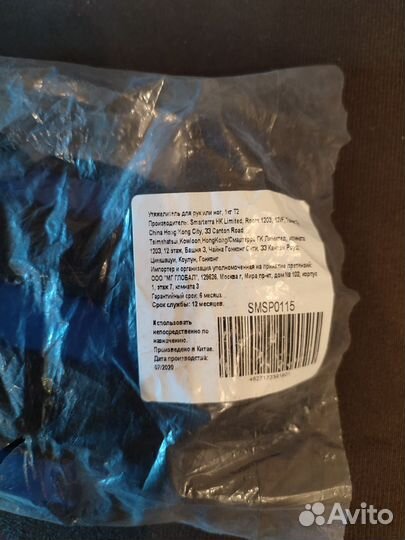 Утяжелитель для рук или ног, 1кг T2
Производитель: Smarterra HK Limited, Room 1203, 12/F, Tower 3,
China Hong Kong City, 33 Canton Road
Tsimshatsui, Kowloon, HongKong/Смартерра ГК Лимитед, комната
1203, 12 этаж, Башня 3, Чайна Гонконг Сити, 33 Кантон Роуд,
Цимшацуи, Коулун, Гонконг
Импортер и организация уполномоченная на принятие претензий:
ООО "МГ ГЛОБАЛ", 129626, Москва г, Мира пр-кт, дом № 102, корпус
1, этаж 7, комната 3
Гарантийный срок: 6 месяцев
Срок службы: 12 месяцев.
Использовать
непосредственно по
назначению.
Произведено в Китае.
Дата производства:
07/2020
SMSP0115
Avito